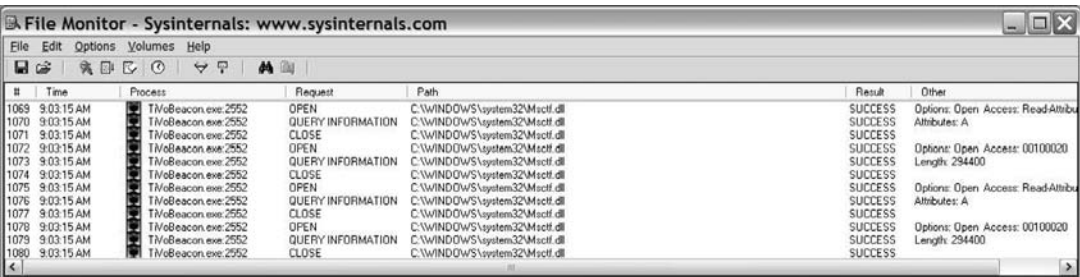 File Monitor - Sysinternals: www.sysinternals.com
File Edit Options Volumes Help
# Time Process Request Path Result Other
1069 9:03:15 AM TiVoBeacon.exe:2552 OPEN C:\WINDOWS\system32\Msctf.dll SUCCESS Options: Open Access: Read-Attribu
1070 9:03:15 AM TiVoBeacon.exe:2552 QUERY INFORMATION C:\WINDOWS\system32\Msctf.dll SUCCESS Attributes: A
1071 9:03:15 AM TiVoBeacon.exe:2552 CLOSE C:\WINDOWS\system32\Msctf.dll SUCCESS
1072 9:03:15 AM TiVoBeacon.exe:2552 OPEN C:\WINDOWS\system32\Msctf.dll SUCCESS Options: Open Access: 00100020
1073 9:03:15 AM TiVoBeacon.exe:2552 QUERY INFORMATION C:\WINDOWS\system32\Msctf.dll SUCCESS Length: 294400
1074 9:03:15 AM TiVoBeacon.exe:2552 CLOSE C:\WINDOWS\system32\Msctf.dll SUCCESS
1075 9:03:15 AM TiVoBeacon.exe:2552 OPEN C:\WINDOWS\system32\Msctf.dll SUCCESS Options: Open Access: Read-Attribu
1076 9:03:15 AM TiVoBeacon.exe:2552 QUERY INFORMATION C:\WINDOWS\system32\Msctf.dll SUCCESS Attributes: A
1077 9:03:15 AM TiVoBeacon.exe:2552 CLOSE C:\WINDOWS\system32\Msctf.dll SUCCESS
1078 9:03:15 AM TiVoBeacon.exe:2552 OPEN C:\WINDOWS\system32\Msctf.dll SUCCESS Options: Open Access: 00100020
1079 9:03:15 AM TiVoBeacon.exe:2552 QUERY INFORMATION C:\WINDOWS\system32\Msctf.dll SUCCESS Length: 294400
1080 9:03:15 AM TiVoBeacon.exe:2552 CLOSE C:\WINDOWS\system32\Msctf.dll SUCCESS